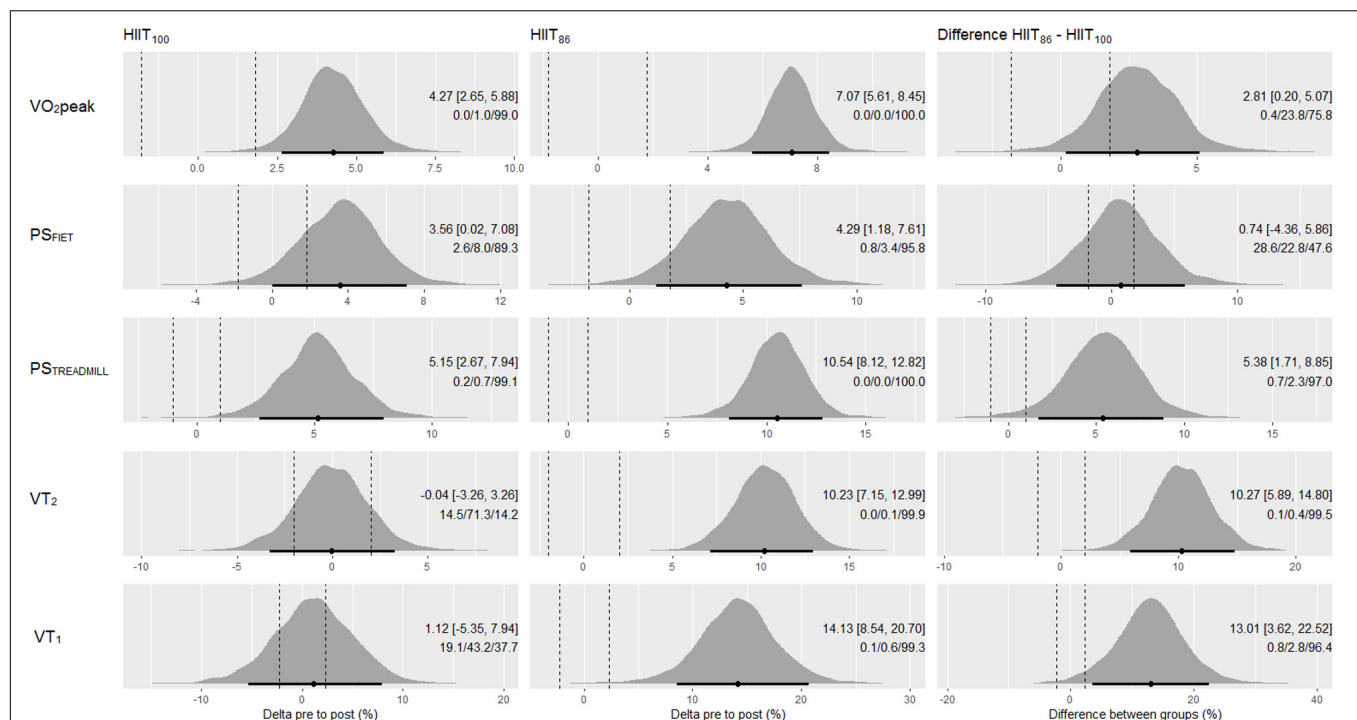 HIIT100
HIIT86
Difference HIIT86 - HIIT100
VO2peak
4.27 [2.65, 5.88]
0.0/1.0/99.0
0.0 2.5 5.0 7.5 10.0
7.07 [5.61, 8.45]
0.0/0.0/100.0
0 4 8
2.81 [0.20, 5.07]
0.4/23.8/75.8
0 5
PSFIET
3.56 [0.02, 7.08]
2.6/8.0/89.3
-4 0 4 8 12
4.29 [1.18, 7.61]
0.8/3.4/95.8
0 5 10
0.74 [-4.36, 5.86]
28.6/22.8/47.6
-10 0 10
PSTREADMILL
5.15 [2.67, 7.94]
0.2/0.7/99.1
0 5 10
10.54 [8.12, 12.82]
0.0/0.0/100.0
0 5 10 15
5.38 [1.71, 8.85]
0.7/2.3/97.0
0 5 10 15
VT2
-0.04 [-3.26, 3.26]
14.5/71.3/14.2
-10 -5 0 5
10.23 [7.15, 12.99]
0.0/0.1/99.9
0 5 10 15
10.27 [5.89, 14.80]
0.1/0.4/99.5
-10 0 10 20
VT1
1.12 [-5.35, 7.94]
19.1/43.2/37.7
-10 0 10 20
14.13 [8.54, 20.70]
0.1/0.6/99.3
0 10 20 30
13.01 [3.62, 22.52]
0.8/2.8/96.4
-20 0 20 40
Delta pre to post (%)
Delta pre to post (%)
Difference between groups (%)